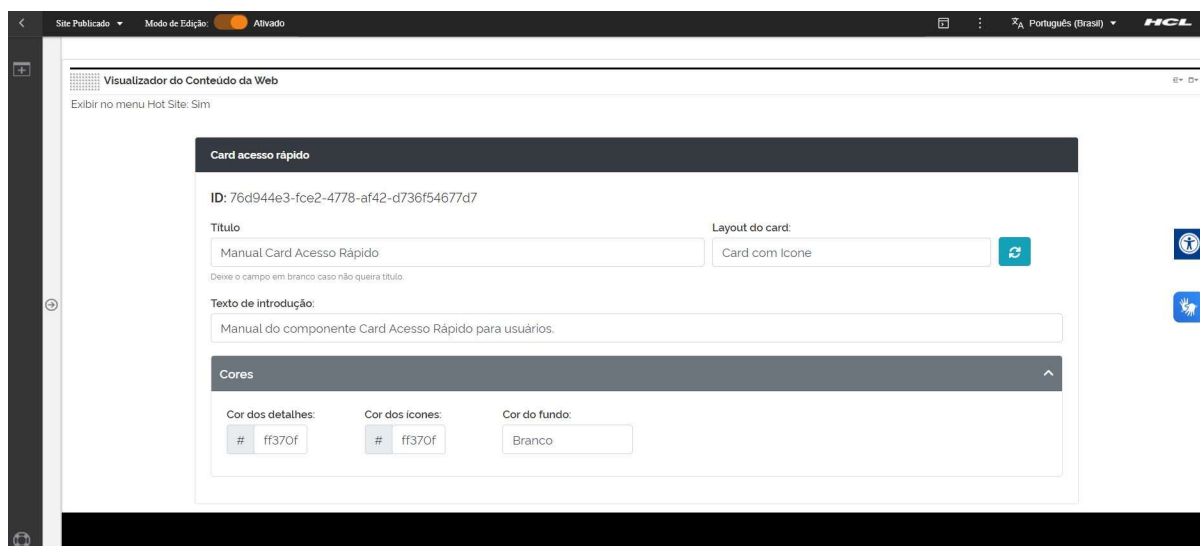 Site Publicado Modo de Edição: Ativado Português (Brasil) HCL
Visualizador do Conteúdo da Web
Exibir no menu Hot Site: Sim
Card acesso rápido
ID: 76d944e3-fce2-4778-af42-d736f54677d7
Título Layout do card:
Manual Card Acesso Rápido Card com Icone
Deixe o campo em branco caso não queira título.
Texto de introdução:
Manual do componente Card Acesso Rápido para usuários.
Cores
Cor dos detalhes: Cor dos ícones: Cor do fundo:
# ff370f # ff370f Branco